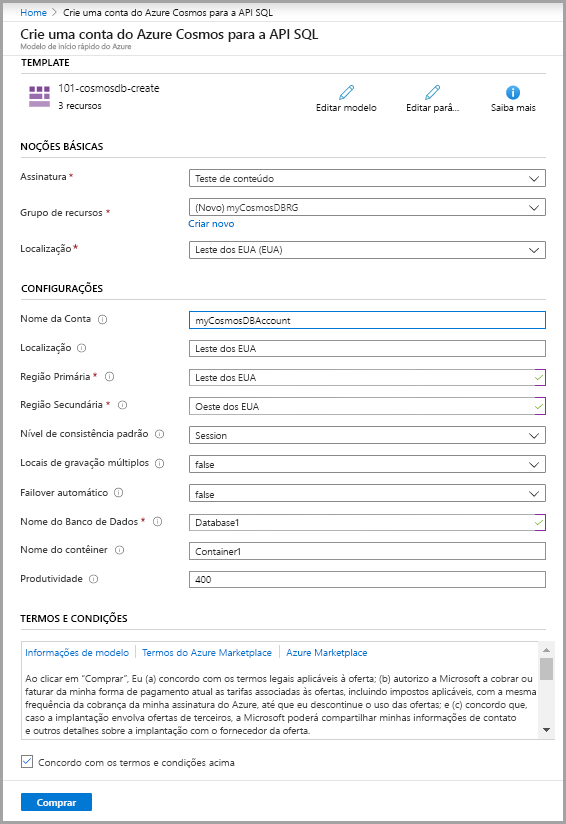 Home > Crie uma conta do Azure Cosmos para a API SQL
Crie uma conta do Azure Cosmos para a API SQL
Modelo de início rápido do Azure
TEMPLATE
101-cosmosdb-create
3 recursos
Editar modelo
Editar parâ...
Saiba mais
NOÇÕES BÁSICAS
Assinatura * Teste de conteúdo
Grupo de recursos * (Novo) myCosmosDBRG
Criar novo
Localização * Leste dos EUA (EUA)
CONFIGURAÇÕES
Nome da Conta myCosmosDBAccount
Localização Leste dos EUA
Região Primária * Leste dos EUA
Região Secundária * Oeste dos EUA
Nível de consistência padrão Session
Locais de gravação múltiplos false
Failover automático false
Nome do Banco de Dados * Database1
Nome do contêiner Container1
Produtividade 400
TERMOS E CONDIÇÕES
Informações de modelo | Termos do Azure Marketplace | Azure Marketplace
Ao clicar em “Comprar”, Eu (a) concordo com os termos legais aplicáveis à oferta; (b) autorizo a Microsoft a cobrar ou
faturar da minha forma de pagamento atual as tarifas associadas às ofertas, incluindo impostos aplicáveis, com a mesma
frequência da cobrança da minha assinatura do Azure, até que eu descontinue o uso das ofertas; e (c) concordo que,
caso a implantação envolva ofertas de terceiros, a Microsoft poderá compartilhar minhas informações de contato
e outros detalhes sobre a implantação com o fornecedor da oferta.
Concordo com os termos e condições acima
Comprar